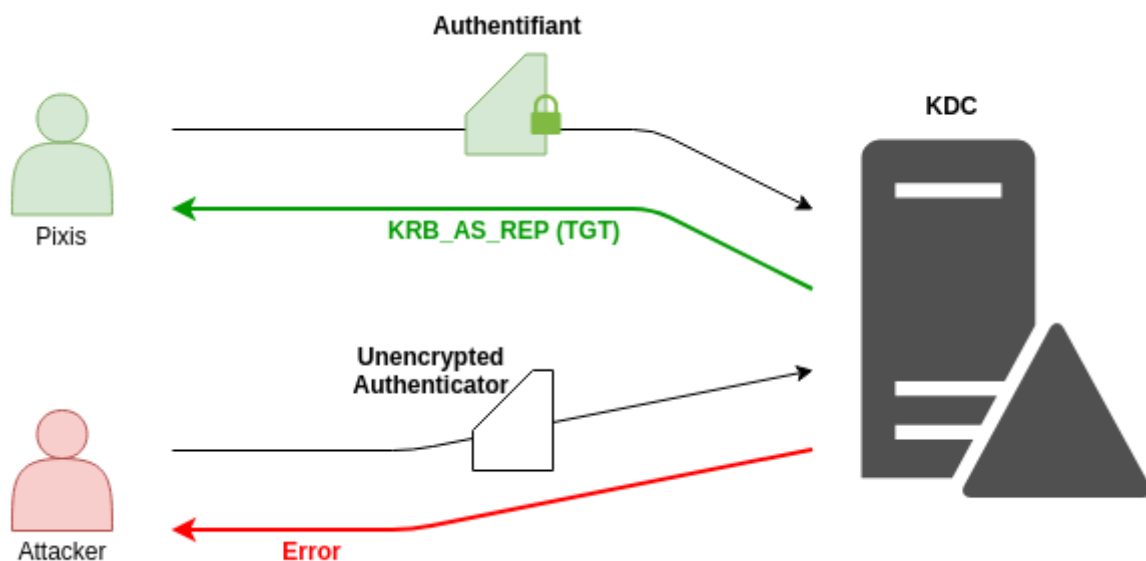 Authentifiant
KDC
Pixis
KRB_AS_REP (TGT)
Unencrypted
Authenticator
Attacker
Error